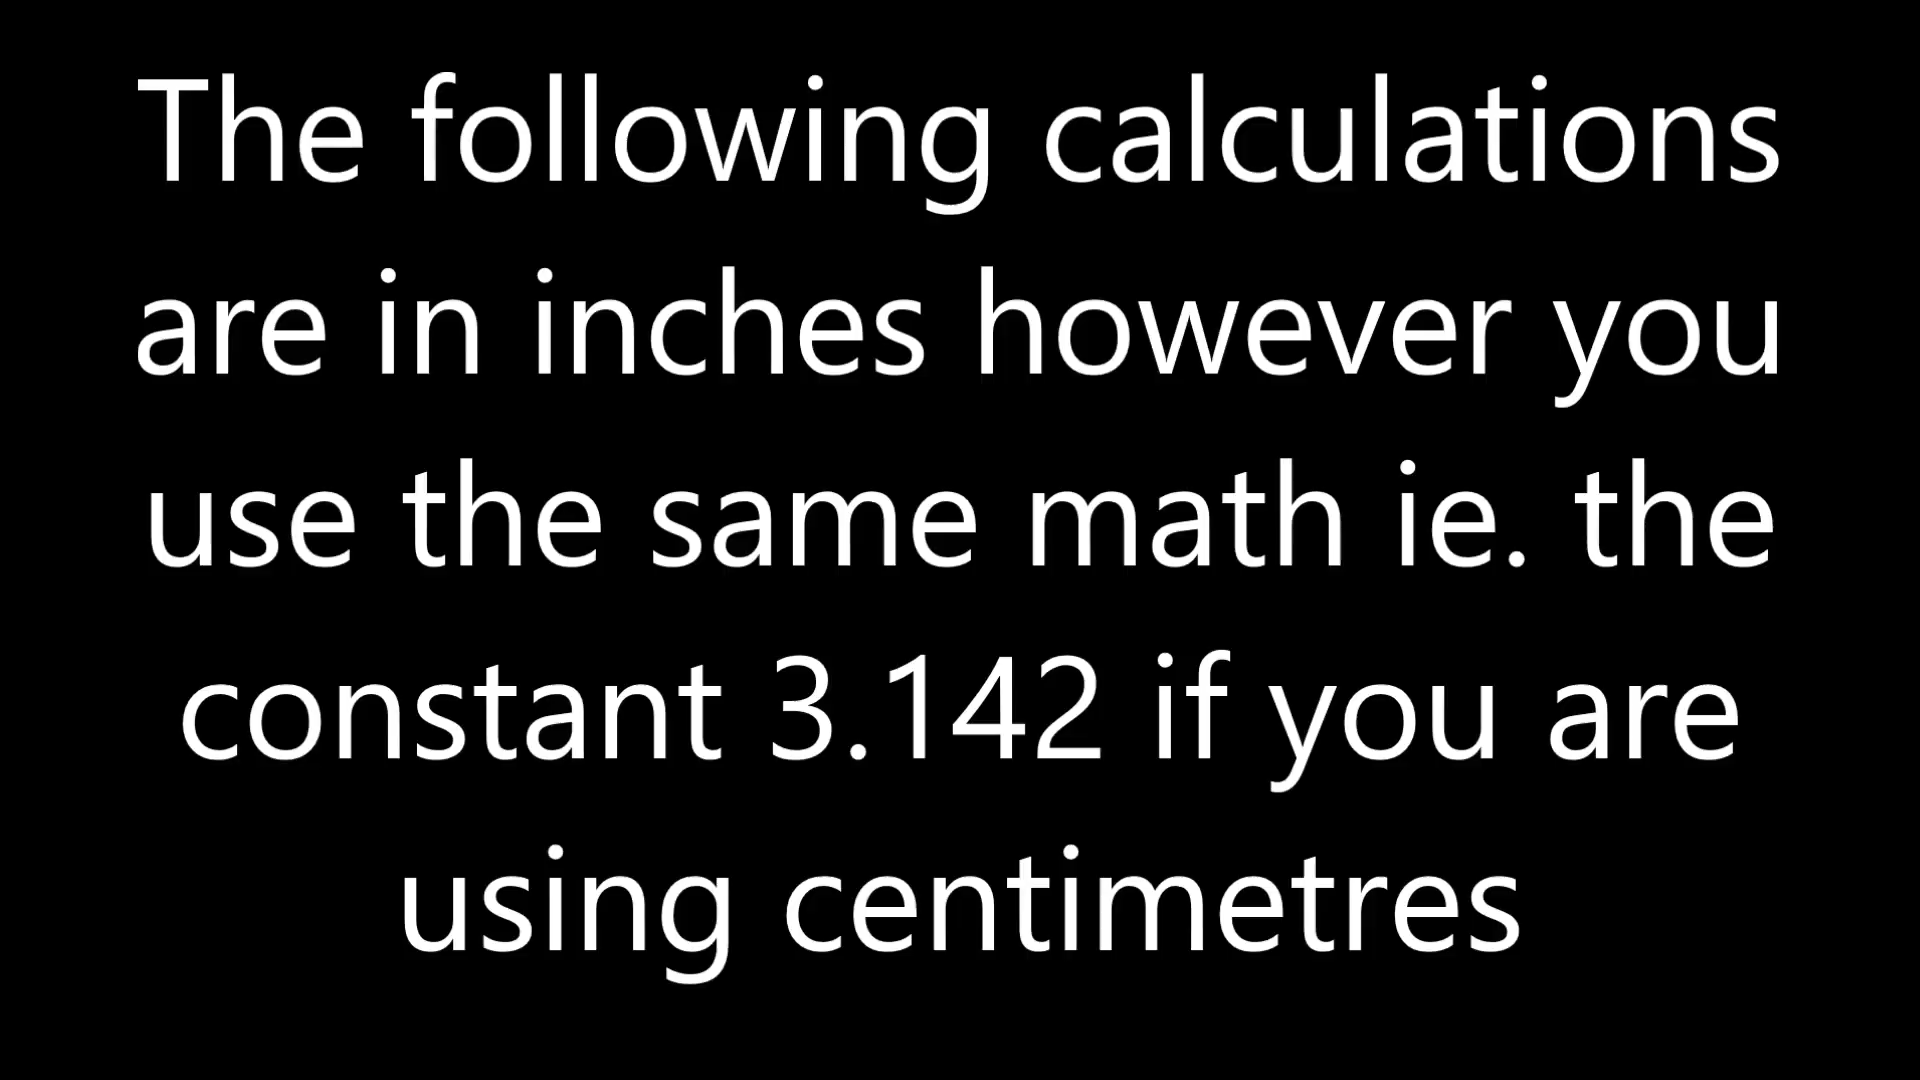 The following calculations
are in inches however you
use the same math ie. the
constant 3.142 if you are
using centimetres